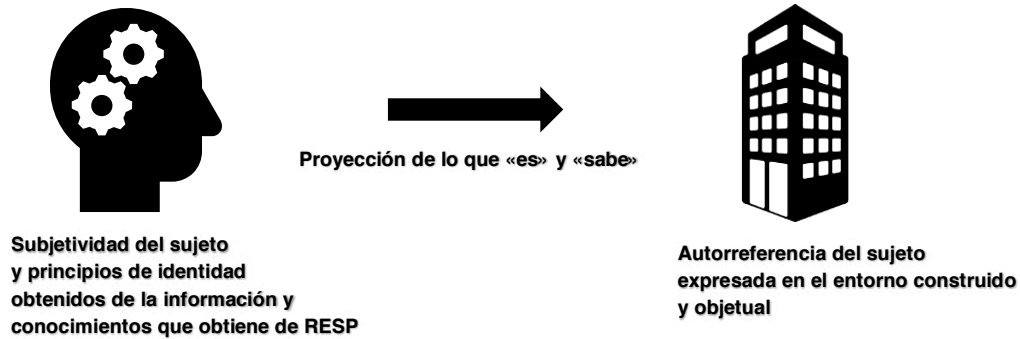 Proyección de lo que «es» y «sabe»
Subjetividad del sujeto
y principios de identidad
obtenidos de la información y
conocimientos que obtiene de RESP
Autorreferencia del sujeto
expresada en el entorno construido
y objetual